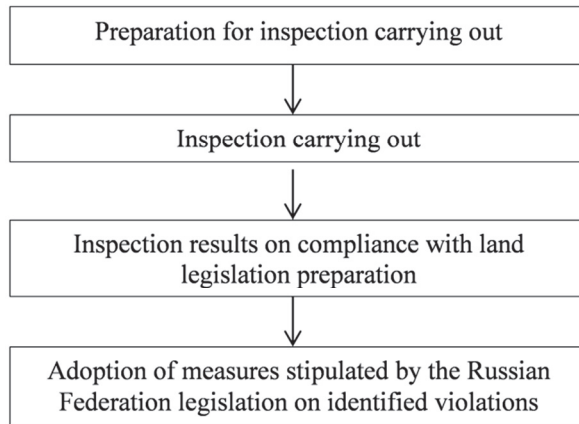 Preparation for inspection carrying out
Inspection carrying out
Inspection results on compliance with land
legislation preparation
Adoption of measures stipulated by the Russian
Federation legislation on identified violations